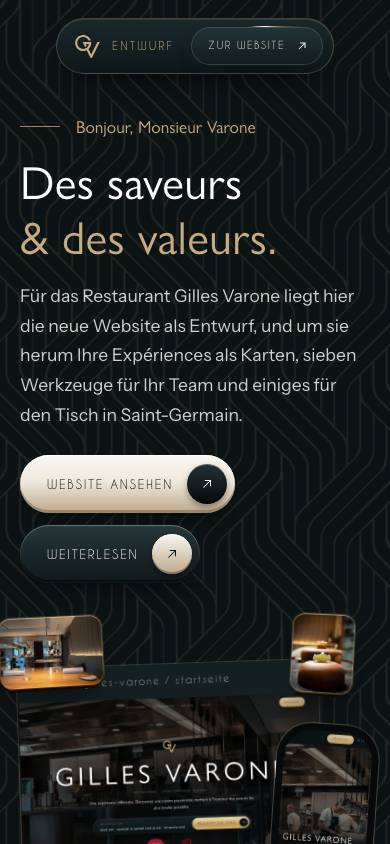 GV ENTWURF ZUR WEBSITE
Bonjour, Monsieur Varone
Des saveurs
& des valeurs.
Für das Restaurant Gilles Varone liegt hier
die neue Website als Entwurf, und um sie
herum Ihre Expériences als Karten, sieben
Werkzeuge für Ihr Team und einiges für
den Tisch in Saint-Germain.
WEBSITE ANSEHEN
WEITERLESEN
es-varone / startseite
GILLES VARON
GILLES VARONE